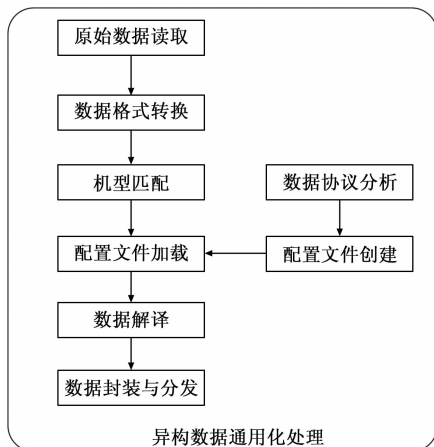 原始数据读取
数据格式转换
机型匹配
数据协议分析
配置文件加载
配置文件创建
数据解译
数据封装与分发
异构数据通用化处理